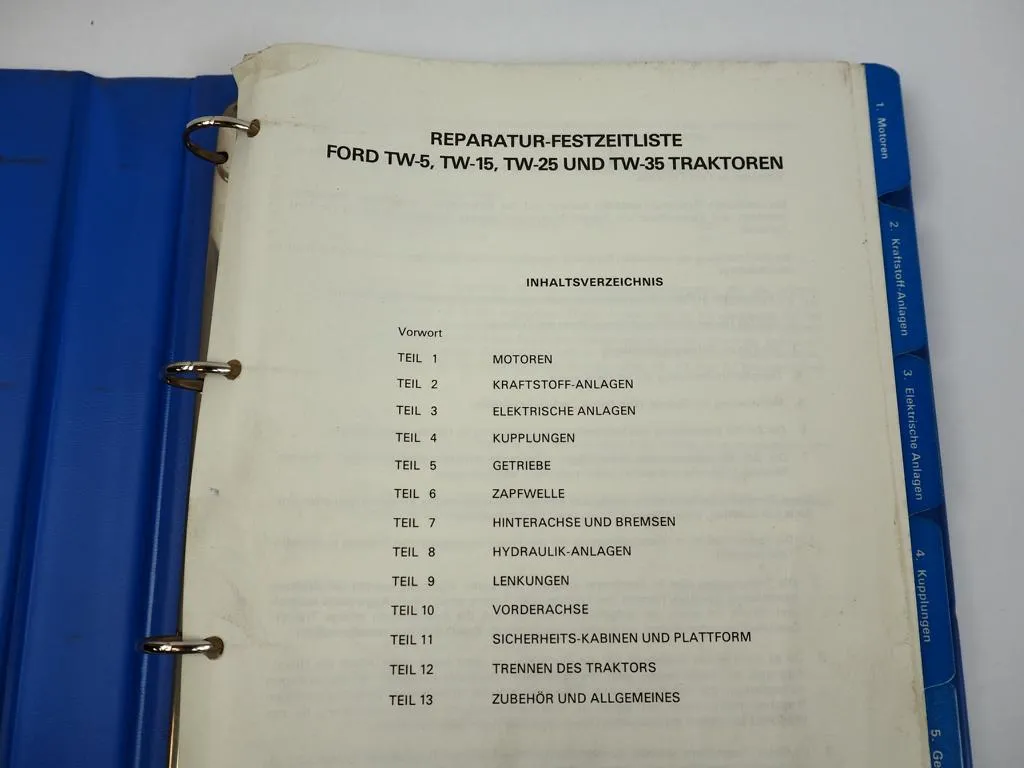 REPARATUR-FESTZEITLISTE
FORD TW-5, TW-15, TW-25 UND TW-35 TRAKTOREN
INHALTSVERZEICHNIS
Vorwort
TEIL 1 MOTOREN
TEIL 2 KRAFTSTOFF-ANLAGEN
TEIL 3 ELEKTRISCHE ANLAGEN
TEIL 4 KUPPLUNGEN
TEIL 5 GETRIEBE
TEIL 6 ZAPFWELLE
TEIL 7 HINTERACHSE UND BREMSEN
TEIL 8 HYDRAULIK-ANLAGEN
TEIL 9 LENKUNGEN
TEIL 10 VORDERACHSE
TEIL 11 SICHERHEITS-KABINEN UND PLATTFORM
TEIL 12 TRENNEN DES TRAKTORS
TEIL 13 ZUBEHÖR UND ALLGEMEINES
1. Motoren
2. Kraftstoff-Anlagen
3. Elektrische Anlagen
4. Kupplungen
5. Ge